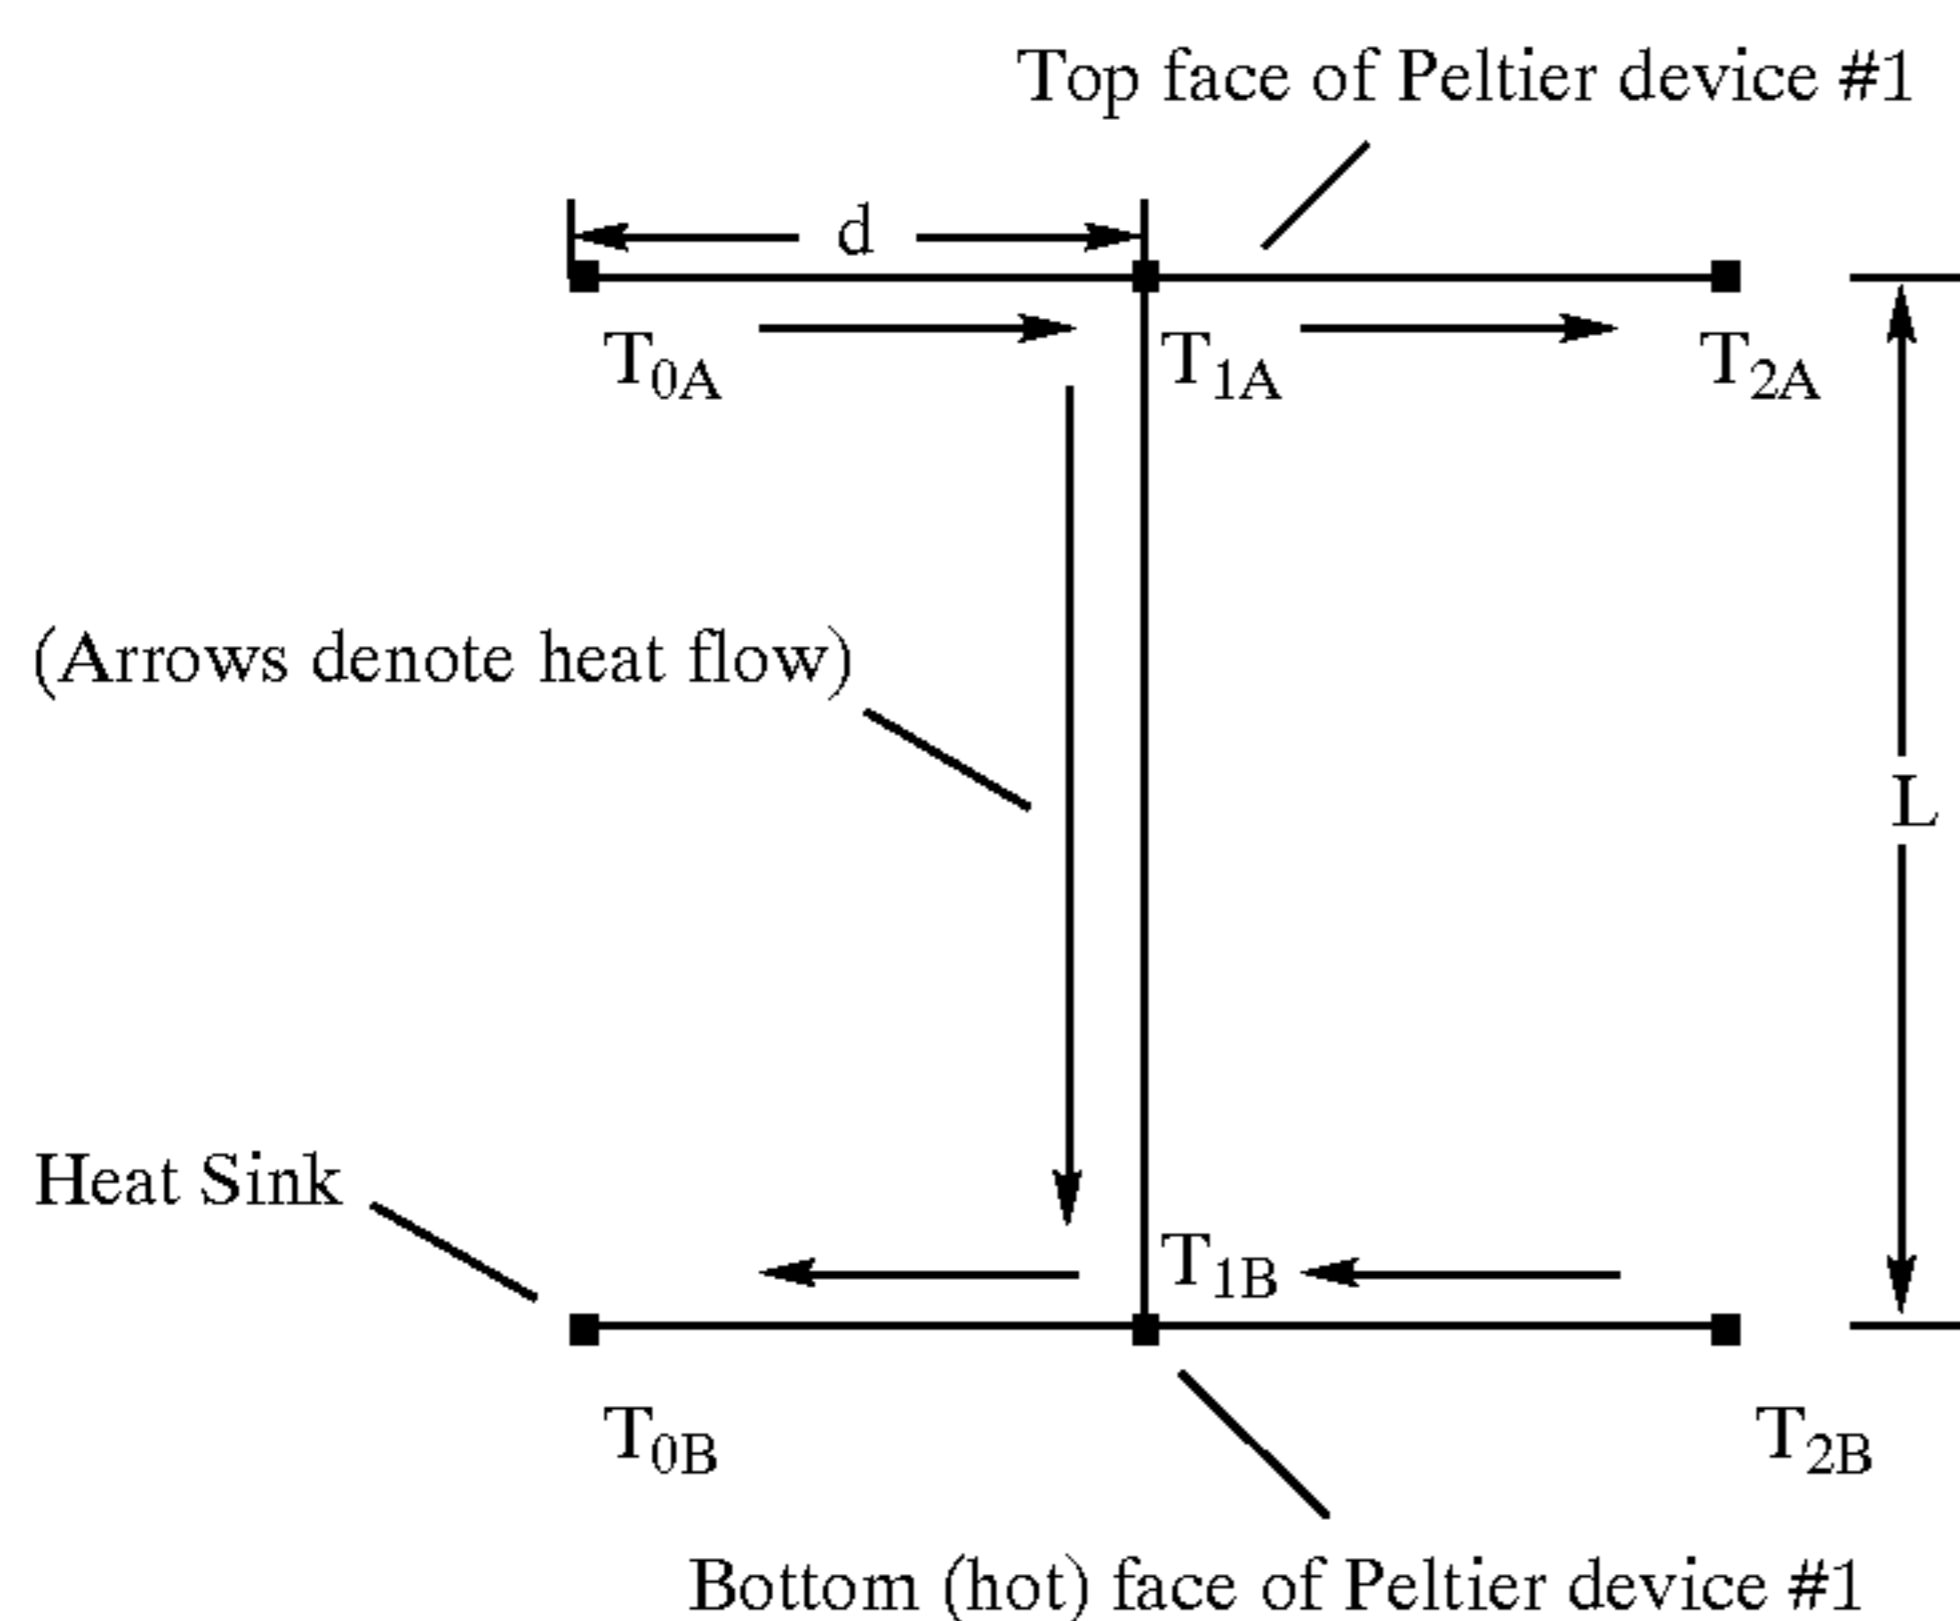 Top face of Peltier device #1
d
T0A
T1A
T2A
(Arrows denote heat flow)
L
Heat Sink
T1B
T0B
T2B
Bottom (hot) face of Peltier device #1